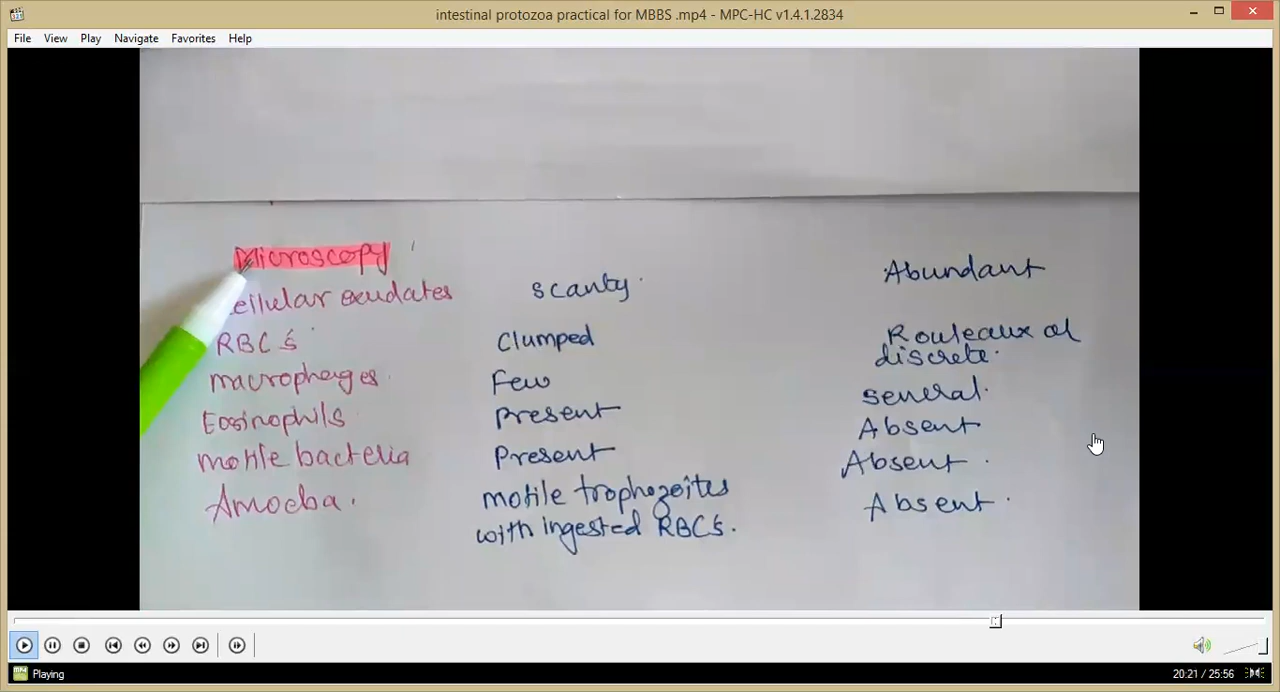 intestinal protozoa practical for MBBS .mp4 - MPC-HC v1.4.1.2834
File View Play Navigate Favorites Help
Microscopy
Cellular exudates scanty Abundant
RBC's Clumped Rouleaux or
discrete.
macrophages Few several.
Eosinophils Present Absent
motile bacteria Present Absent
Amoeba. motile trophozoites Absent
with ingested RBC's.
Playing 20:21 / 25:56